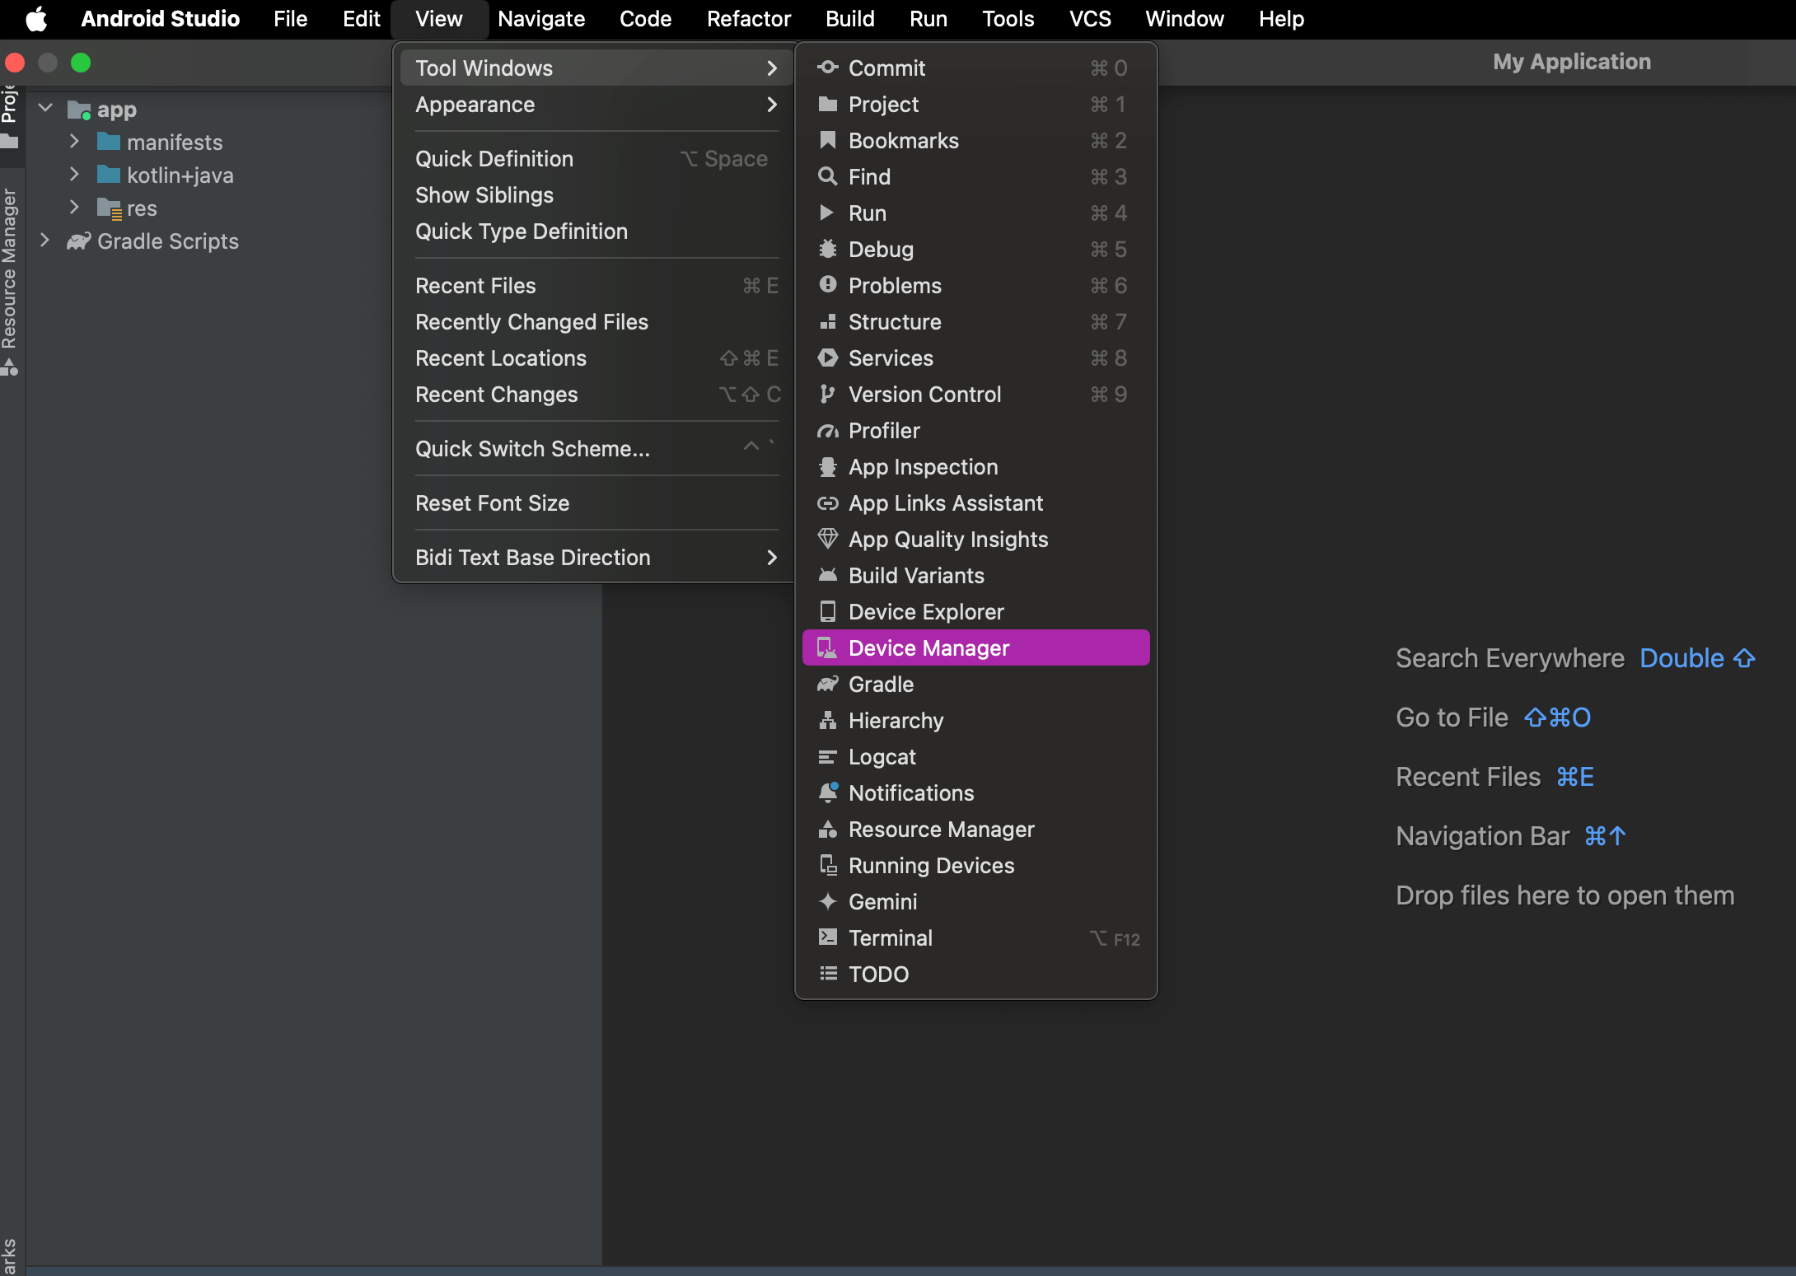 Android Studio File Edit View Navigate Code Refactor Build Run Tools VCS Window Help
My Application
Resource Manager
app
manifests
kotlin+java
res
Gradle Scripts
Tool Windows
Appearance
Quick Definition ⌥ Space
Show Siblings
Quick Type Definition
Recent Files ⌘ E
Recently Changed Files
Recent Locations ⇧ ⌘ E
Recent Changes ⌥ ⇧ C
Quick Switch Scheme... ^ `
Reset Font Size
Bidi Text Base Direction
Commit ⌘ 0
Project ⌘ 1
Bookmarks ⌘ 2
Find ⌘ 3
Run ⌘ 4
Debug ⌘ 5
Problems ⌘ 6
Structure ⌘ 7
Services ⌘ 8
Version Control ⌘ 9
Profiler
App Inspection
App Links Assistant
App Quality Insights
Build Variants
Device Explorer
Device Manager
Gradle
Hierarchy
Logcat
Notifications
Resource Manager
Running Devices
Gemini
Terminal ⌥ F12
TODO
Search Everywhere Double ⇧
Go to File ⇧⌘O
Recent Files ⌘E
Navigation Bar ⌘↑
Drop files here to open them